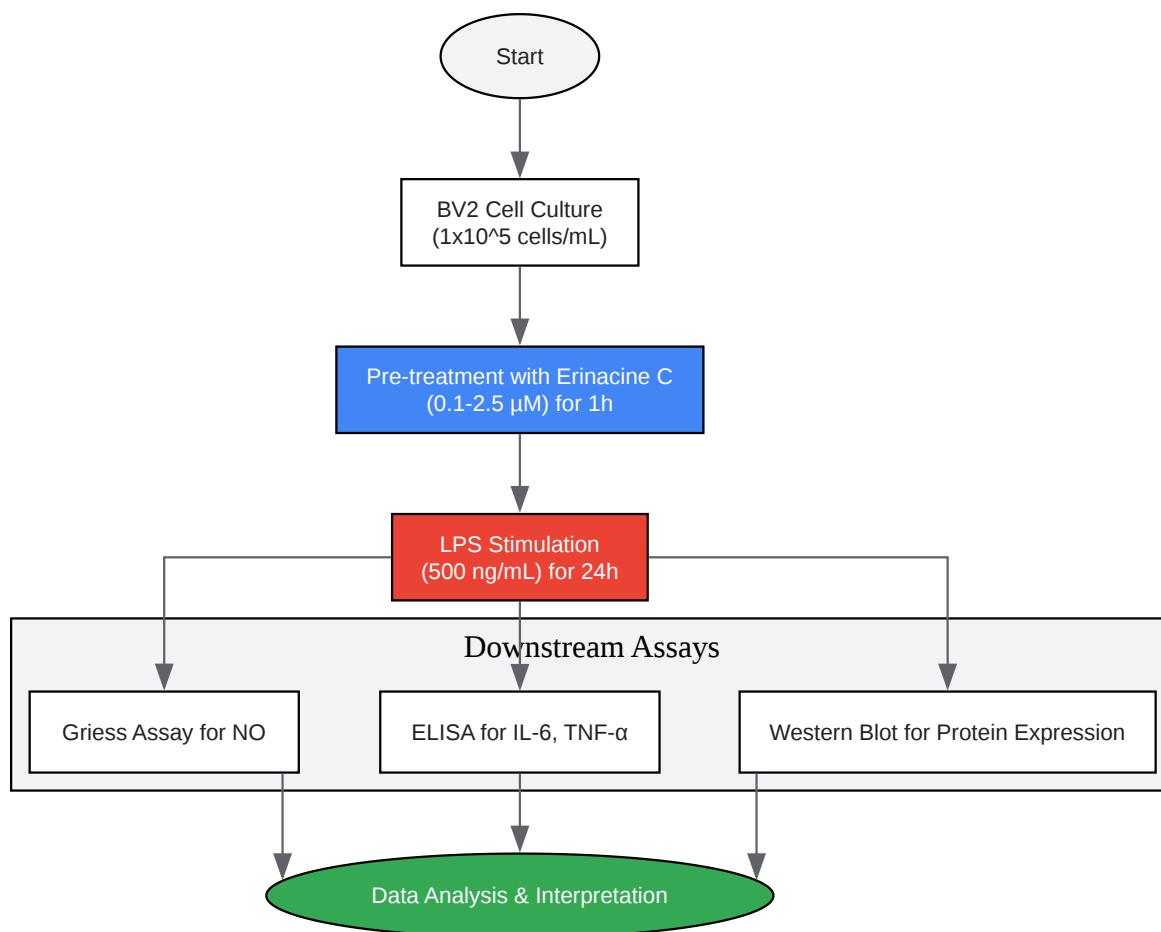 Start
BV2 Cell Culture
(1x10^5 cells/mL)
Pre-treatment with Erinacine C
(0.1-2.5 µM) for 1h
LPS Stimulation
(500 ng/mL) for 24h
Downstream Assays
Griess Assay for NO
ELISA for IL-6, TNF-α
Western Blot for Protein Expression
Data Analysis & Interpretation